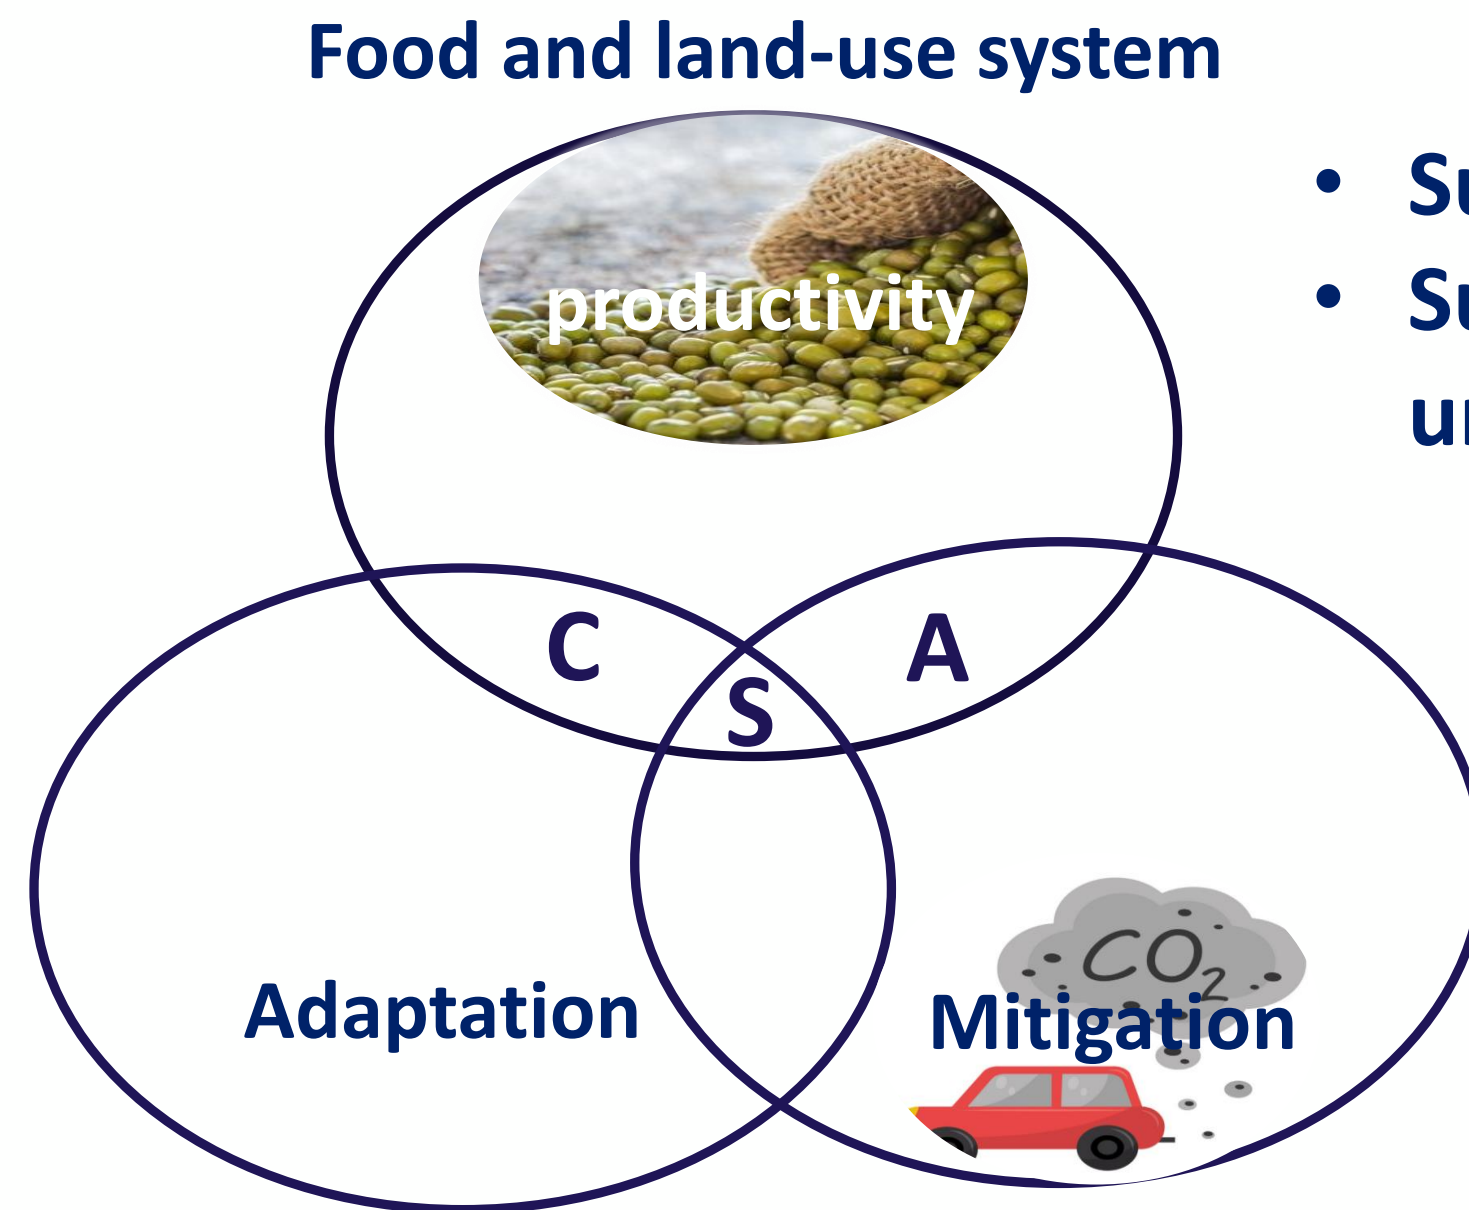 Food and land-use system
productivity
C
A
S
Adaptation
CO2
Mitigation